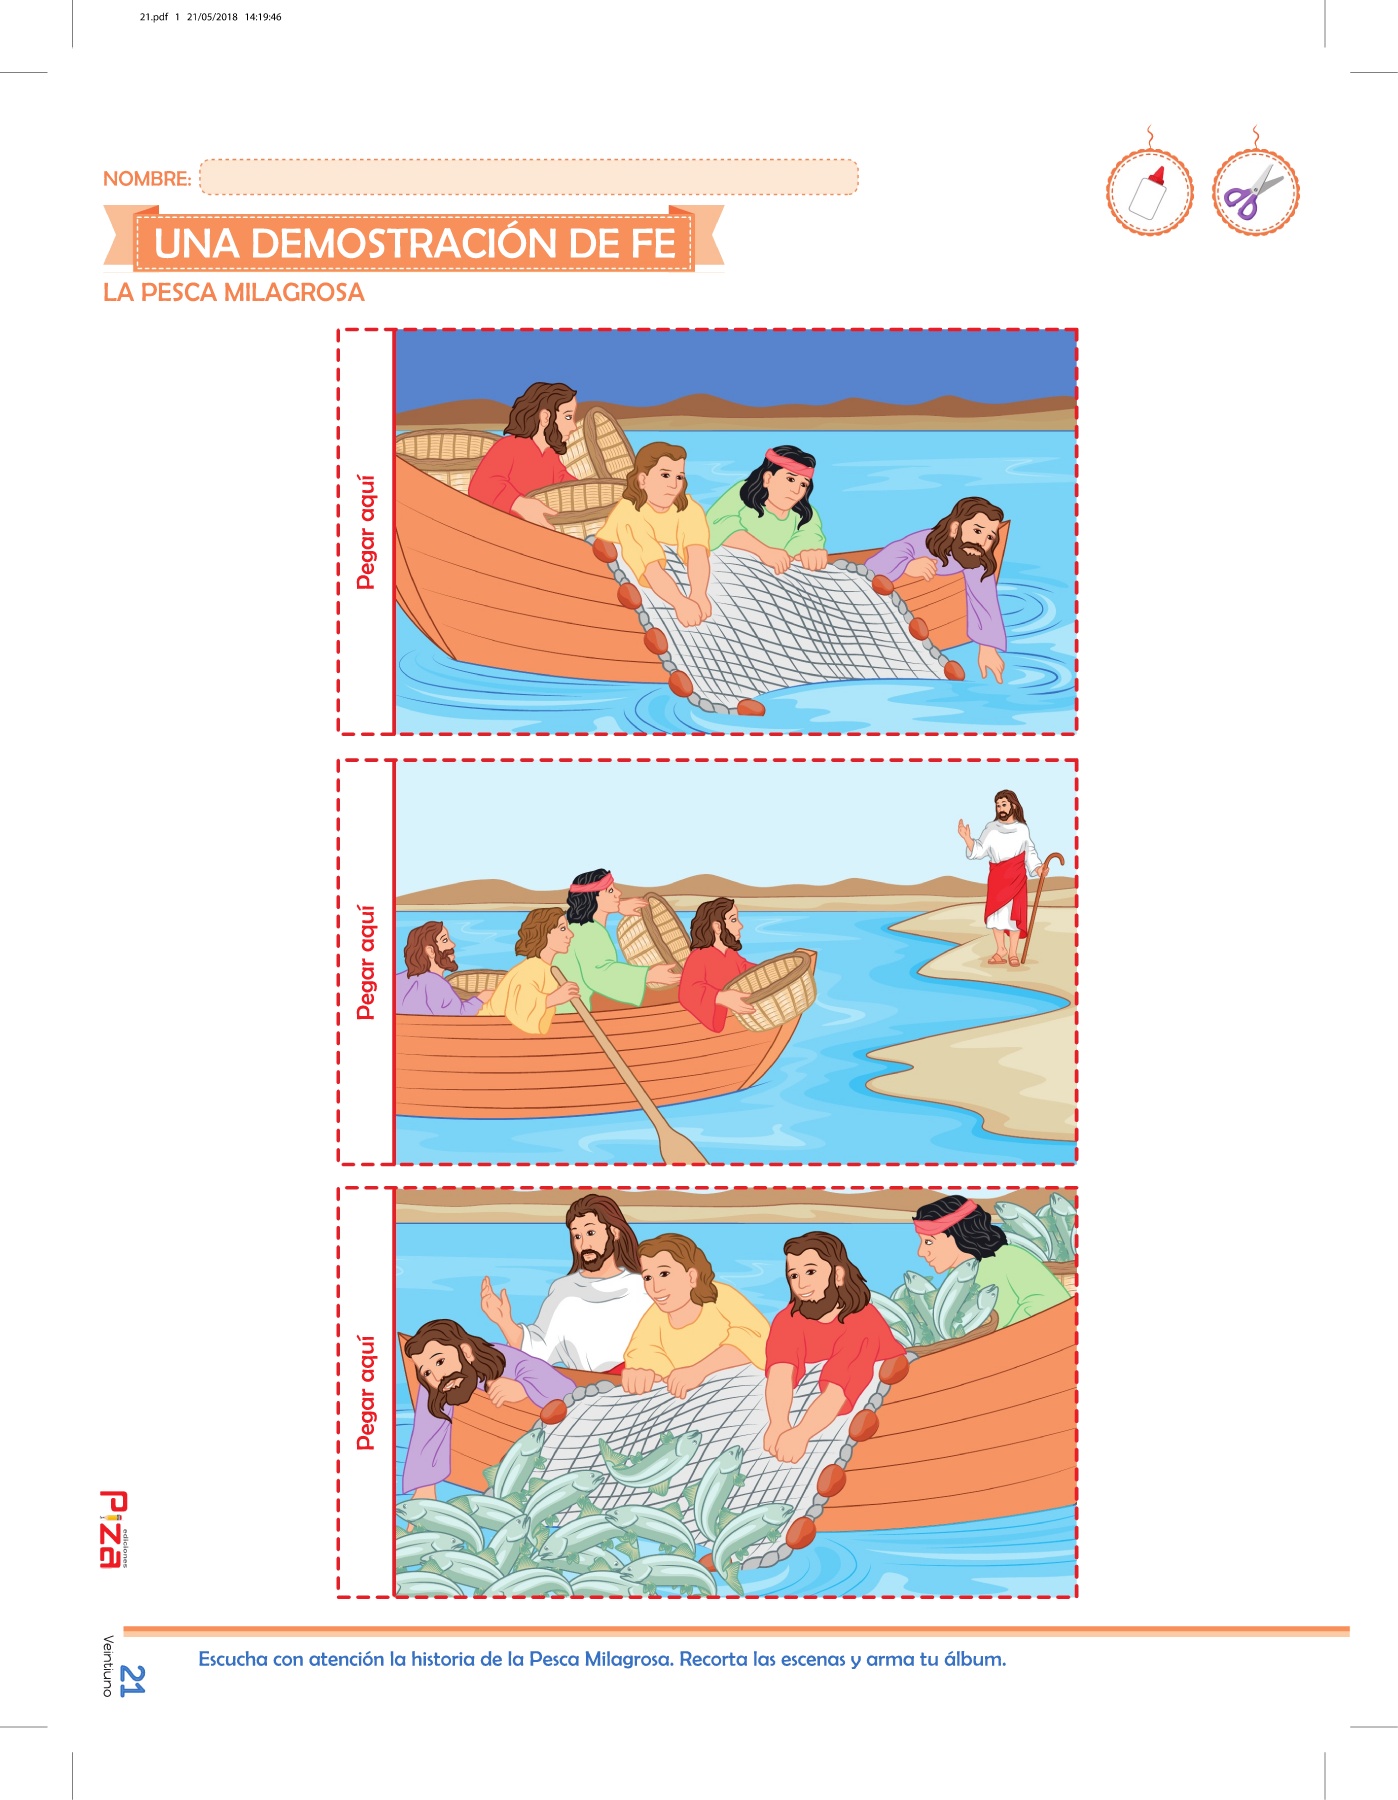 21.pdf 1 21/05/2018 14:19:46
NOMBRE:
UNA DEMOSTRACIÓN DE FE
LA PESCA MILAGROSA
Pegar aquí
Pegar aquí
Pegar aquí
Piza
ediciones
21
Veintiuno
Escucha con atención la historia de la Pesca Milagrosa. Recorta las escenas y arma tu álbum.